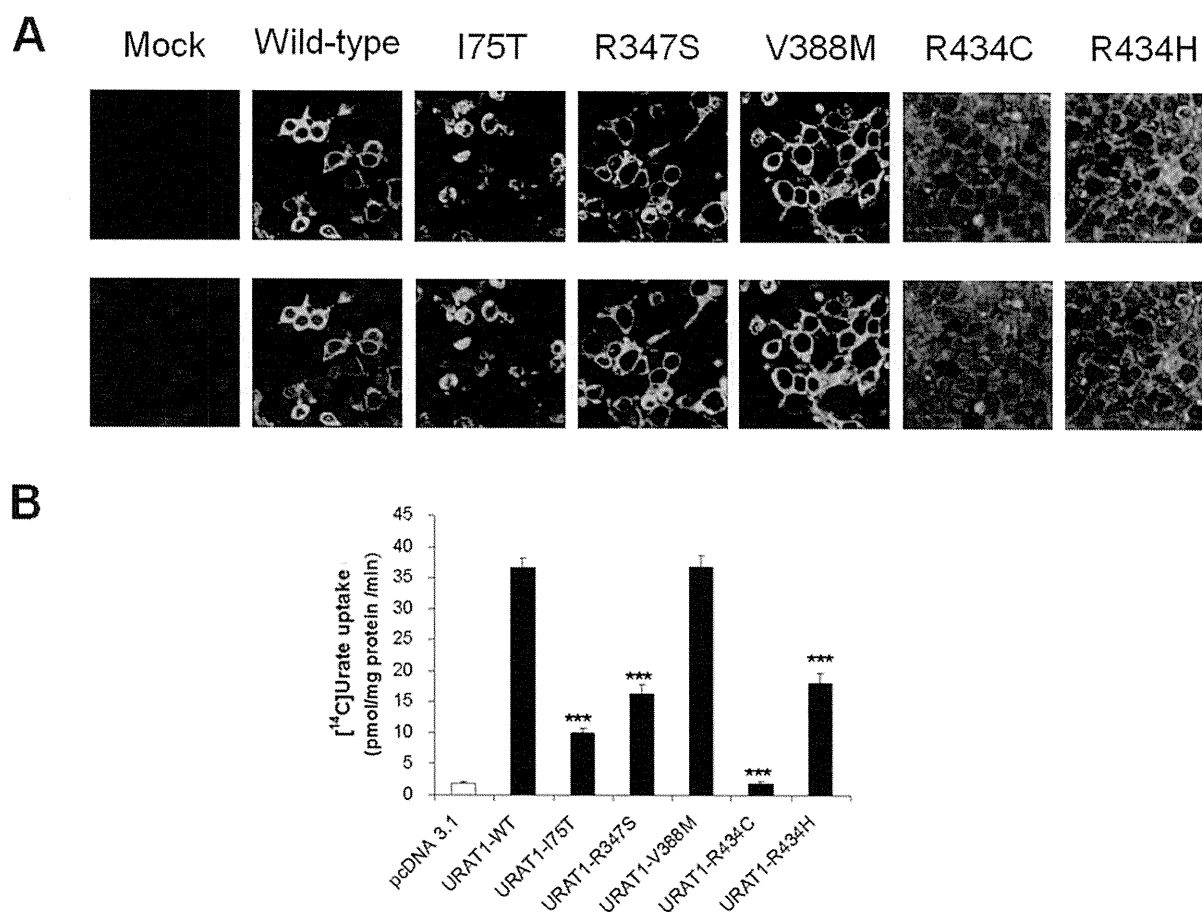 A
Mock Wild-type I75T R347S V388M R434C R434H
B
[¹⁴C]Urate uptake
(pmol/mg protein /min)
45
40
35
30
25
20
15
10
5
0
***
***
***
***
pcDNA 3.1
URAT1-WT
URAT1-I75T
URAT1-R347S
URAT1-V388M
URAT1-R434C
URAT1-R434H